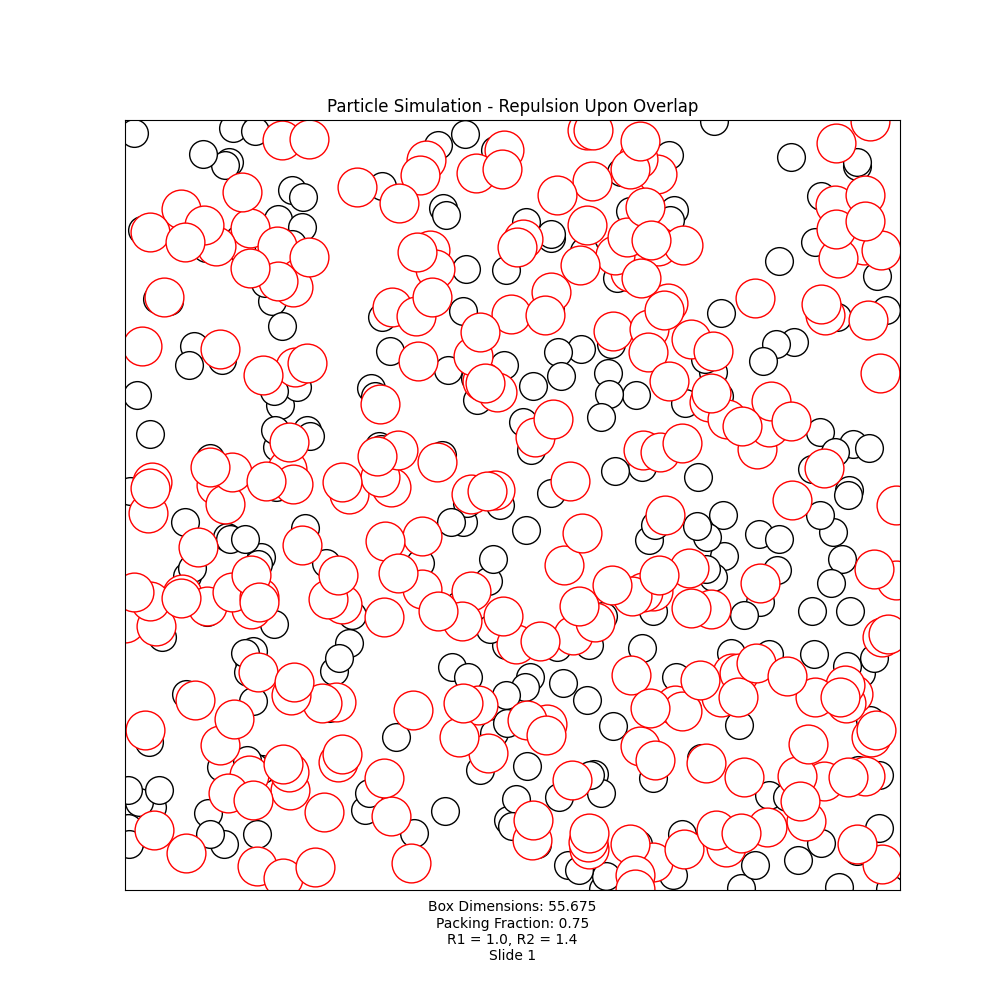 Particle Simulation - Repulsion Upon Overlap
Box Dimensions: 55.675
Packing Fraction: 0.75
R1 = 1.0, R2 = 1.4
Slide 1